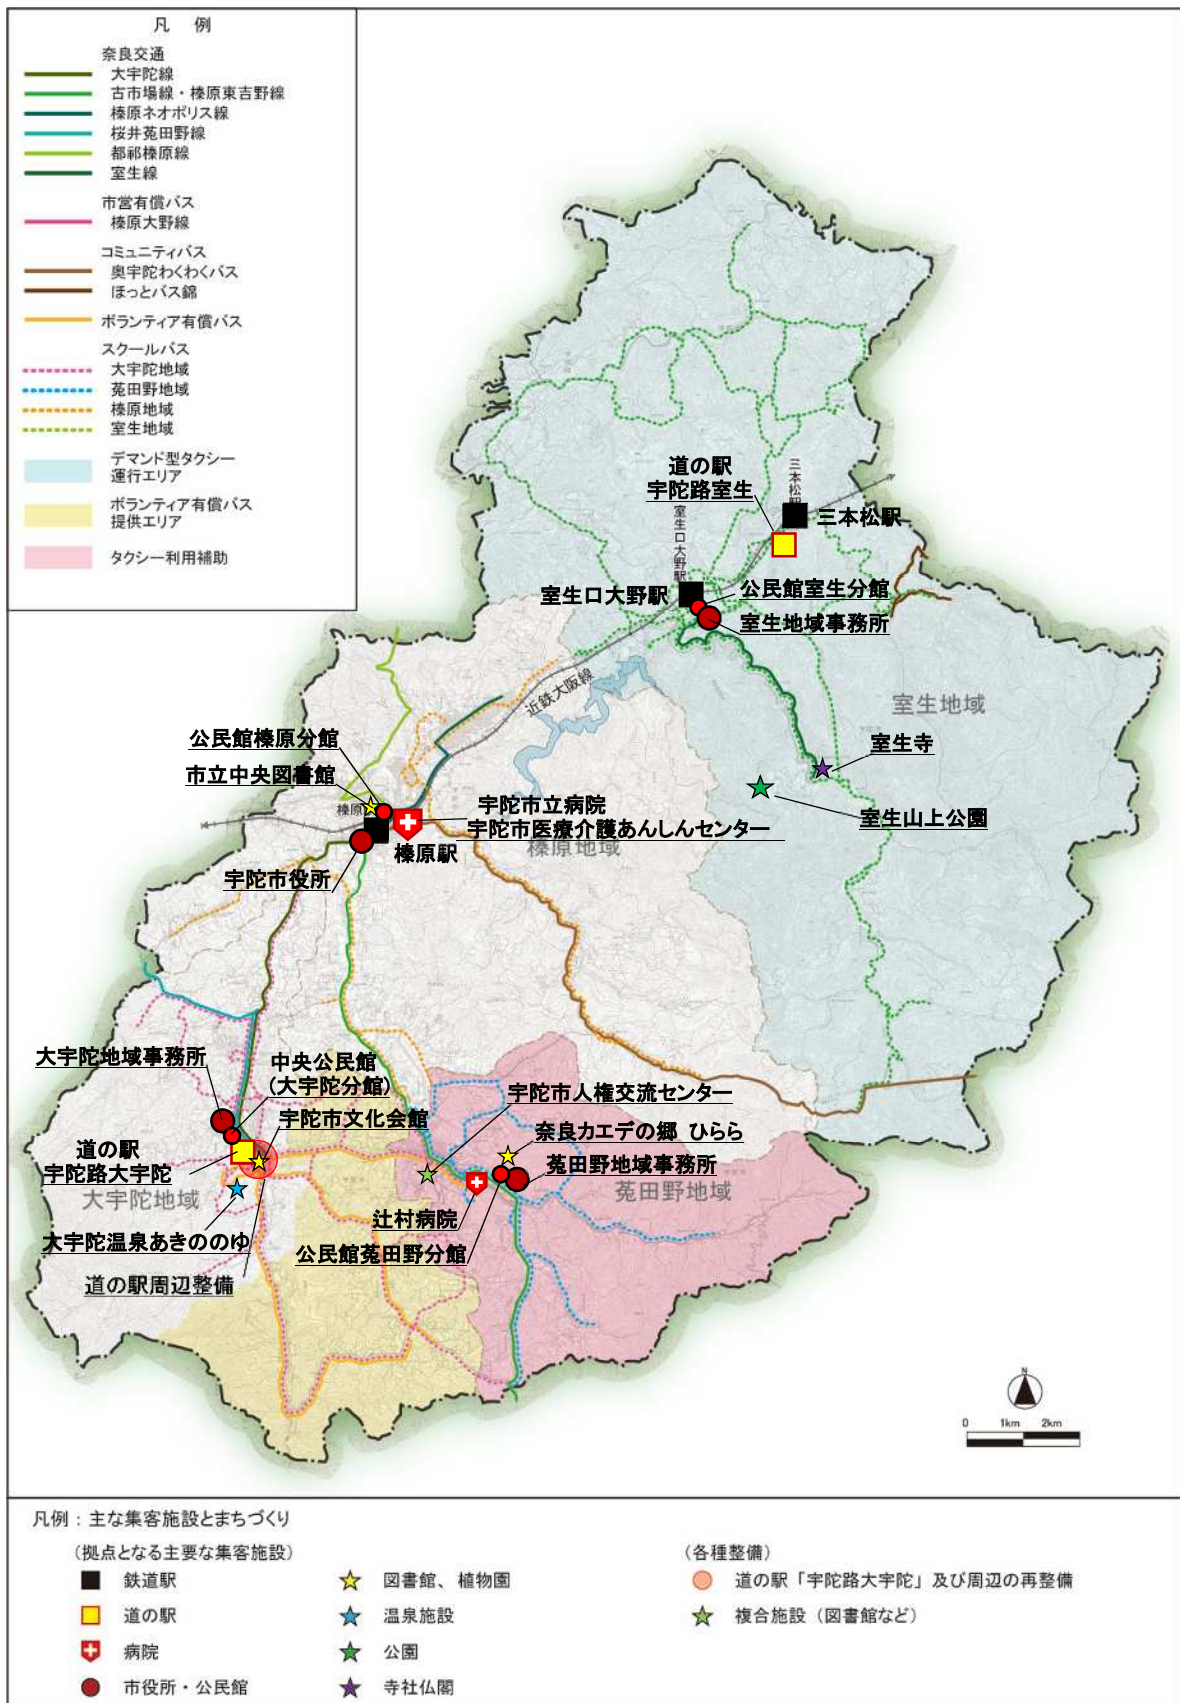 凡　例
奈良交通
大宇陀線
古市場線・榛原東吉野線
榛原ネオポリス線
桜井菟田野線
都祁榛原線
室生線
市営有償バス
榛原大野線
コミュニティバス
奥宇陀わくわくバス
ほっとバス錦
ボランティア有償バス
スクールバス
大宇陀地域
菟田野地域
榛原地域
室生地域
デマンド型タクシー
運行エリア
ボランティア有償バス
提供エリア
タクシー利用補助
道の駅
宇陀路室生
三本松駅
三本松駅
室生口大野駅
室生口大野駅
公民館室生分館
室生地域事務所
近鉄大阪線
室生地域
室生寺
室生山上公園
公民館榛原分館
市立中央図書館
榛原
宇陀市立病院
宇陀市医療介護あんしんセンター
榛原地域
榛原駅
宇陀市役所
大宇陀地域事務所
中央公民館
(大宇陀分館)
宇陀市文化会館
宇陀市人権交流センター
奈良カエデの郷 ひらら
道の駅
宇陀路大宇陀
菟田野地域事務所
菟田野地域
大宇陀地域
辻村病院
大宇陀温泉あきののゆ
公民館菟田野分館
道の駅周辺整備
N
0 1km 2km
凡例：主な集客施設とまちづくり
(拠点となる主要な集客施設)
鉄道駅
道の駅
病院
市役所・公民館
図書館、植物園
温泉施設
公園
寺社仏閣
(各種整備)
道の駅「宇陀路大宇陀」及び周辺の再整備
複合施設（図書館など）